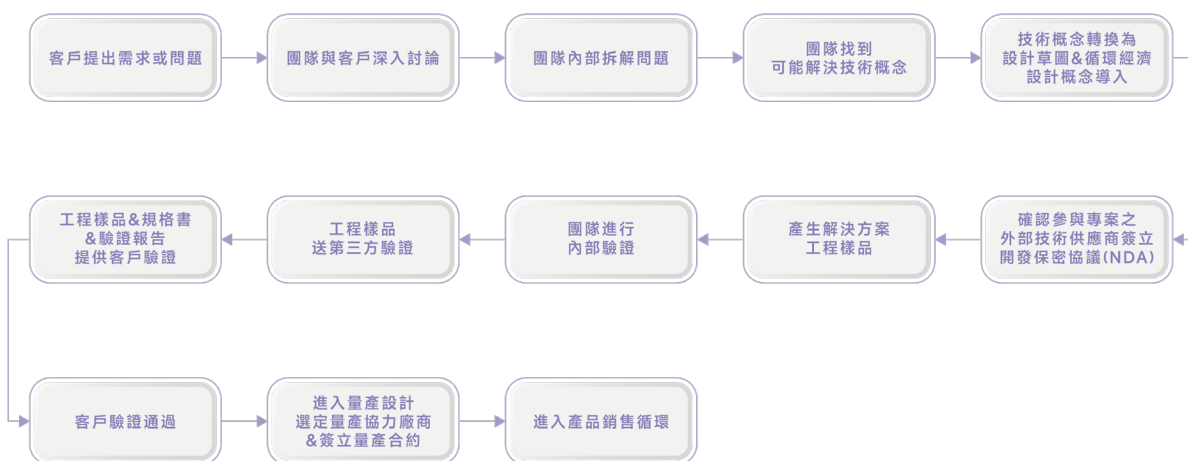 客戶提出需求或問題
團隊與客戶深入討論
團隊內部拆解問題
團隊找到
可能解決技術概念
技術概念轉換為
設計草圖&循環經濟
設計概念導入
確認參與專案之
外部技術供應商簽立
開發保密協議(NDA)
產生解決方案
工程樣品
團隊進行
內部驗證
工程樣品
送第三方驗證
工程樣品&規格書
&驗證報告
提供客戶驗證
客戶驗證通過
進入量產設計
選定量產協力廠商
&簽立量產合約
進入產品銷售循環